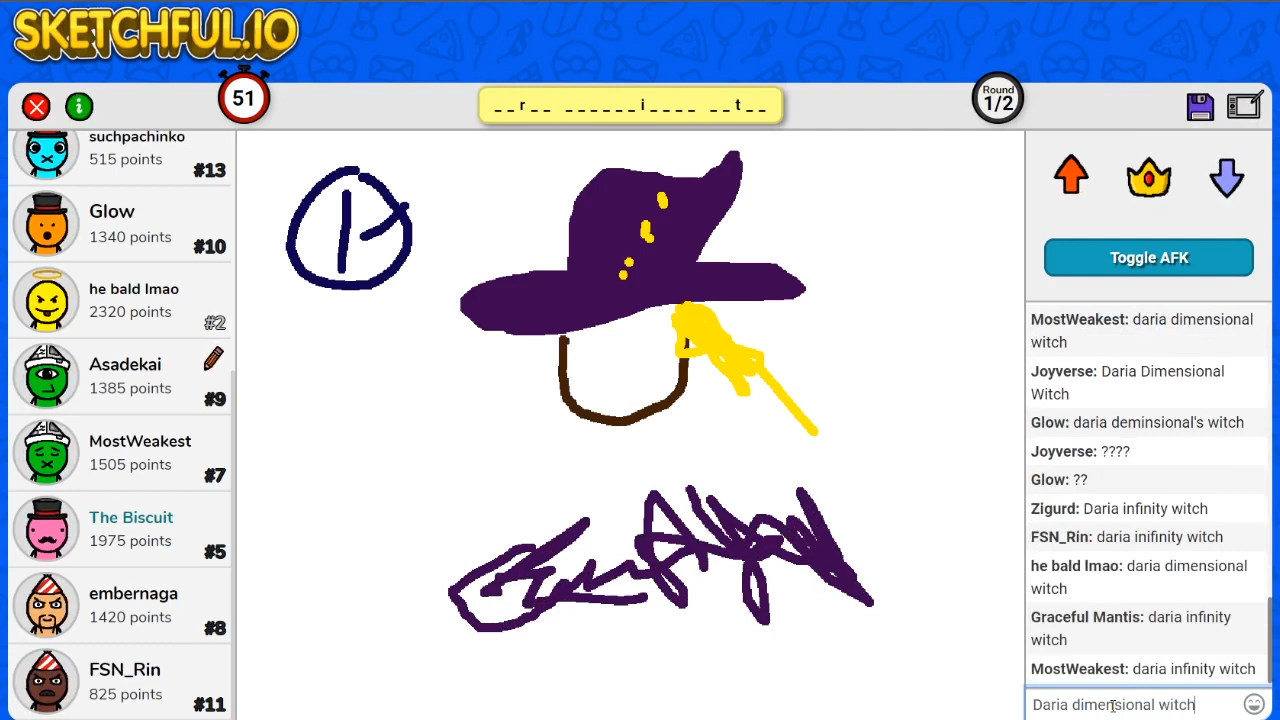 SKETCHFUL.IO
51
_ _ r _ _ _ _ _ _ _ _ i _ _ _ _ _ _ t _ _
Round
1/2
suchpachinko
515 points
#13
Glow
1340 points
#10
he bald lmao
2320 points
#2
Asadekai
1385 points
#9
MostWeakest
1505 points
#7
The Biscuit
1975 points
#5
embernaga
1420 points
#8
FSN_Rin
825 points
#11
Toggle AFK
MostWeakest: daria dimensional
witch
Joyverse: Daria Dimensional
Witch
Glow: daria deminsional's witch
Joyverse: ????
Glow: ??
Zigurd: Daria infinity witch
FSN_Rin: daria inifinity witch
he bald lmao: daria dimensional
witch
Graceful Mantis: daria infinity
witch
MostWeakest: daria infinity witch
Daria dimensional witch